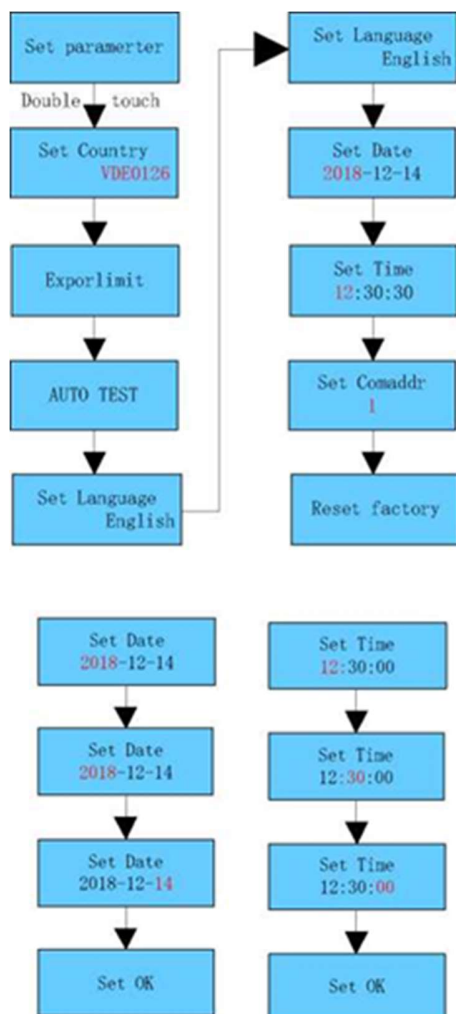 Set paramerter
Double touch
Set Country
VDE0126
Exporlimit
AUTO TEST
Set Language
English
Set Language
English
Set Date
2018-12-14
Set Time
12:30:30
Set Comaddr
1
Reset factory
Set Date
2018-12-14
Set Date
2018-12-14
Set Date
2018-12-14
Set OK
Set Time
12:30:00
Set Time
12:30:00
Set Time
12:30:00
Set OK